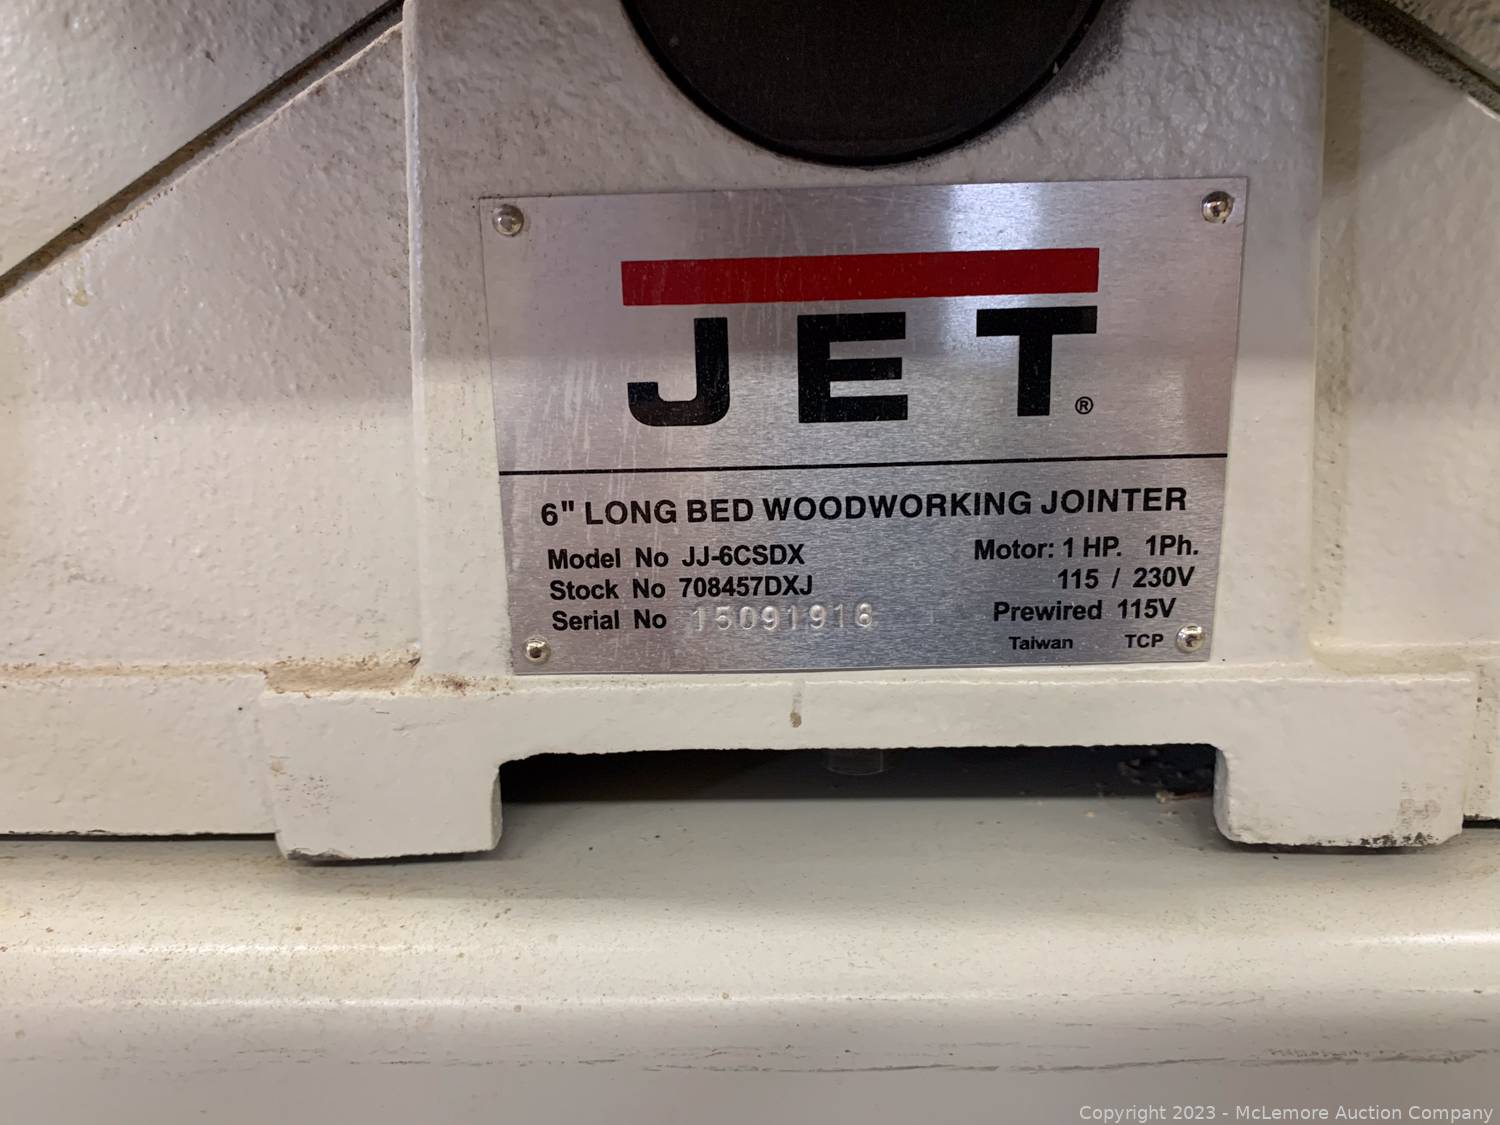 JET®
6" LONG BED WOODWORKING JOINTER
Model No JJ-6CSDX
Motor: 1 HP. 1Ph.
Stock No 708457DXJ
115 / 230V
Serial No 15091918
Prewired 115V
Taiwan TCP
Copyright 2023 - McLemore Auction Company